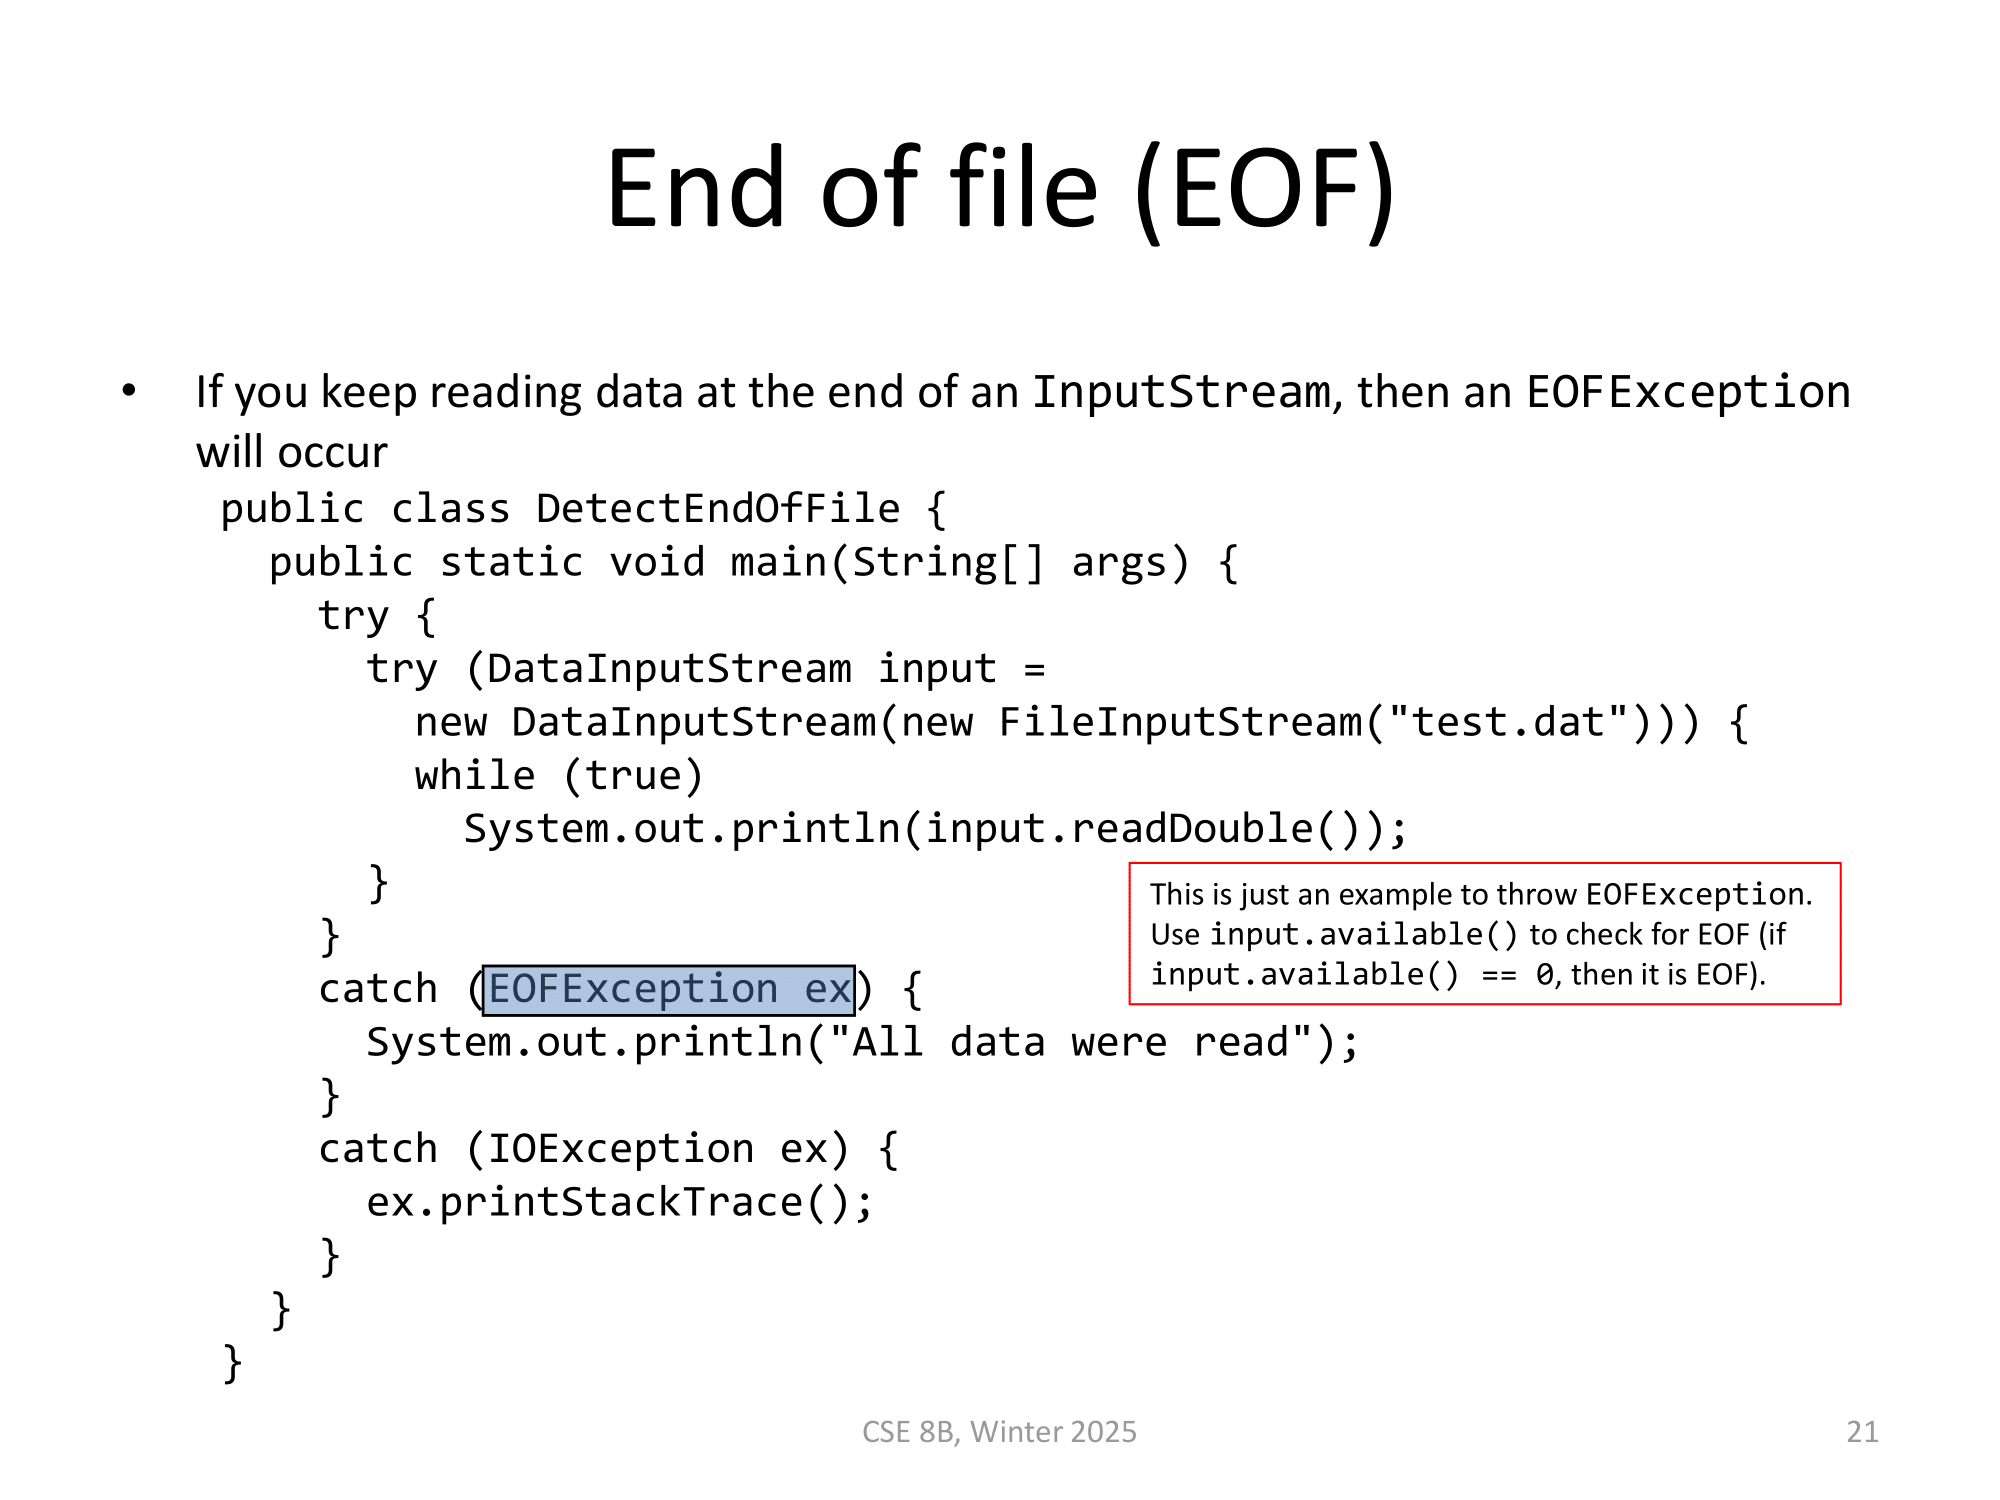 End of file (EOF)
• If you keep reading data at the end of an InputStream, then an EOFException
will occur
public class DetectEndOfFile {
  public static void main(String[] args) {
    try {
      try (DataInputStream input =
        new DataInputStream(new FileInputStream("test.dat"))) {
        while (true)
          System.out.println(input.readDouble());
      }
    }
    catch (EOFException ex) {
      System.out.println("All data were read");
    }
    catch (IOException ex) {
      ex.printStackTrace();
    }
  }
}
This is just an example to throw EOFException.
Use input.available() to check for EOF (if
input.available() == 0, then it is EOF).
CSE 8B, Winter 2025
21